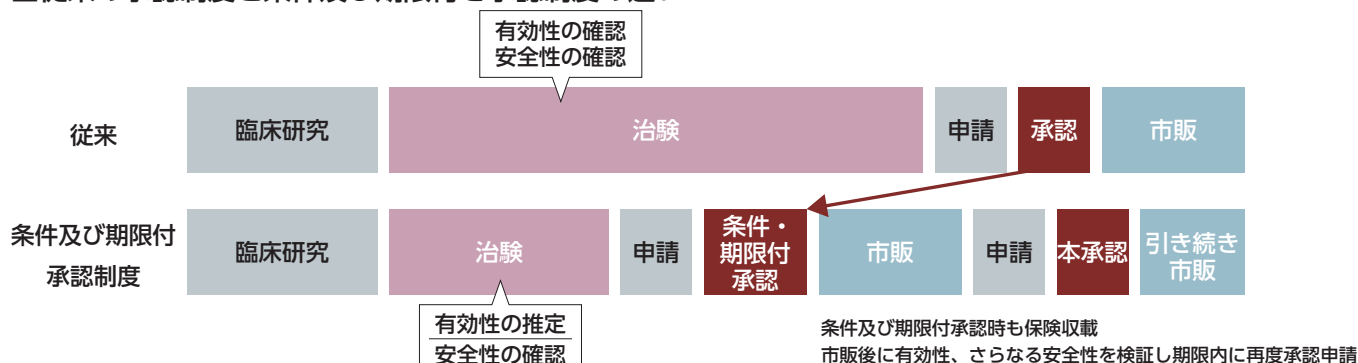 有効性の確認
安全性の確認
従来
臨床研究
治験
申請
承認
市販
条件及び期限付
承認制度
臨床研究
治験
申請
条件・
期限付
承認
市販
申請
本承認
引き続き
市販
有効性の推定
安全性の確認
条件及び期限付承認時も保険収載
市販後に有効性、さらなる安全性を検証し期限内に再度承認申請